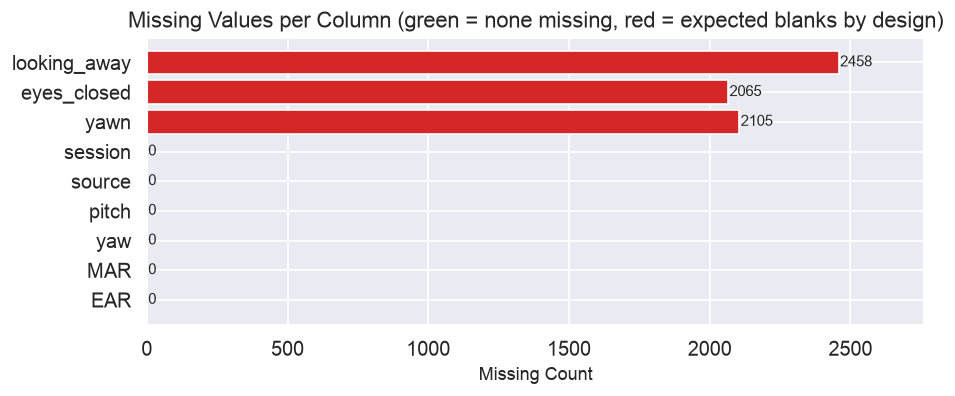 Missing Values per Column (green = none missing, red = expected blanks by design)
looking_away 2458
eyes_closed 2065
yawn 2105
session 0
source 0
pitch 0
yaw 0
MAR 0
EAR 0
0 500 1000 1500 2000 2500
Missing Count